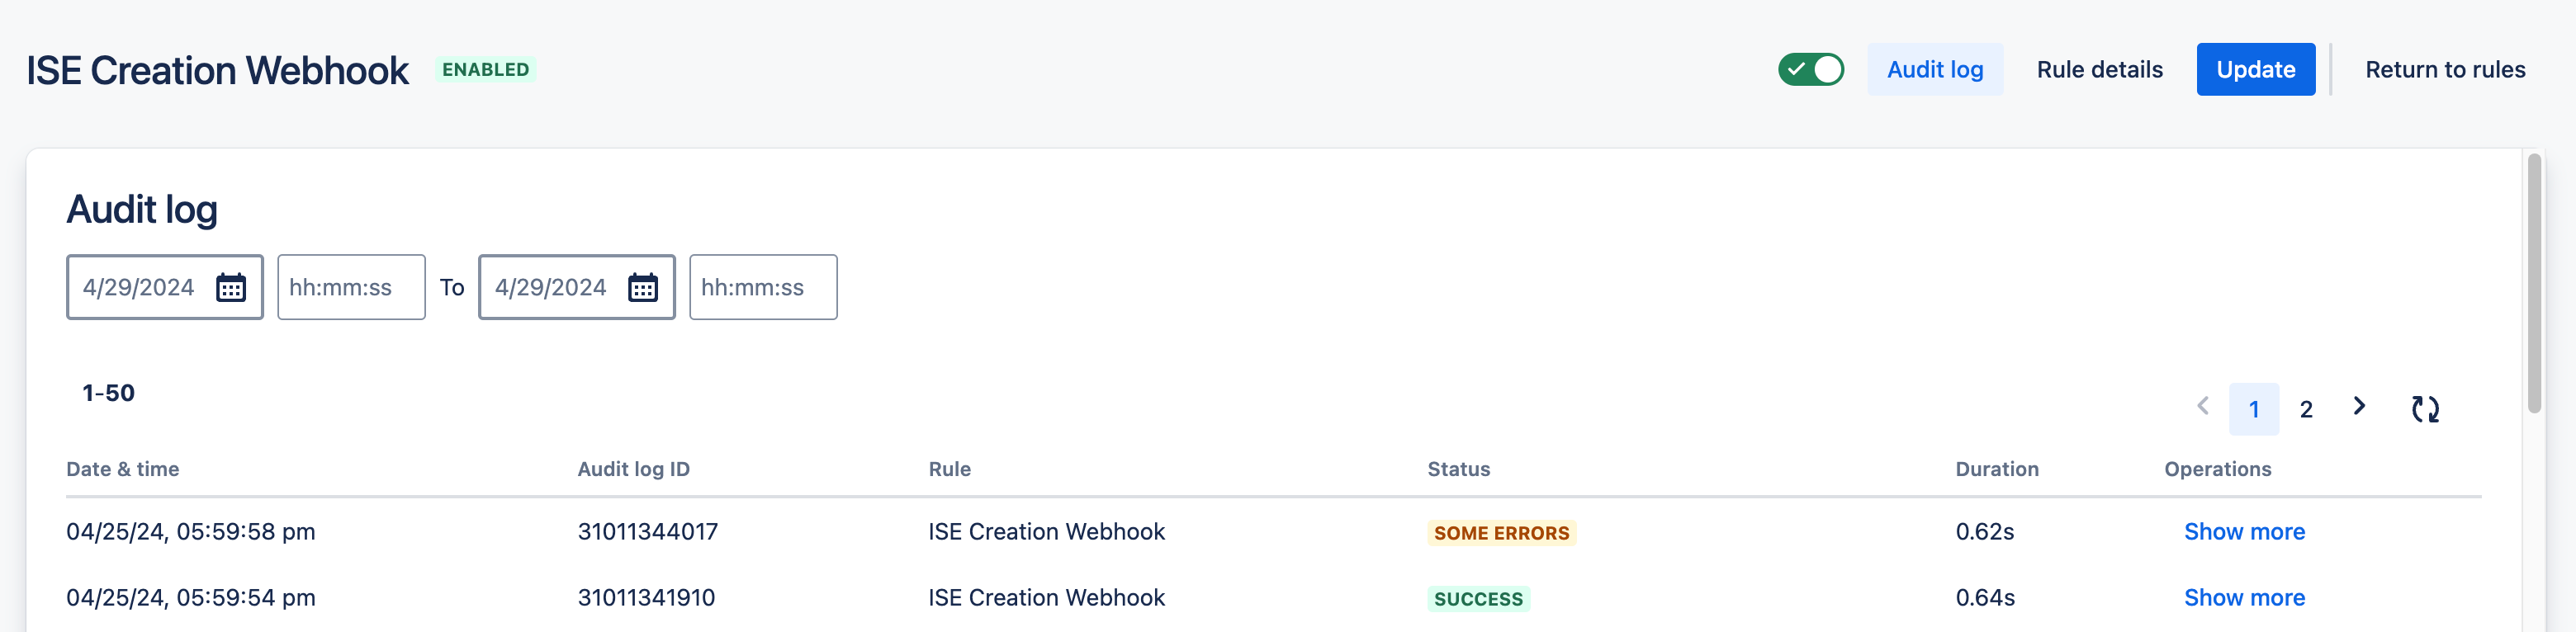 ISE Creation Webhook ENABLED Audit log Rule details Update Return to rules
Audit log
4/29/2024 hh:mm:ss To 4/29/2024 hh:mm:ss
1-50 1 2
Date & time Audit log ID Rule Status Duration Operations
04/25/24, 05:59:58 pm 31011344017 ISE Creation Webhook SOME ERRORS 0.62s Show more
04/25/24, 05:59:54 pm 31011341910 ISE Creation Webhook SUCCESS 0.64s Show more